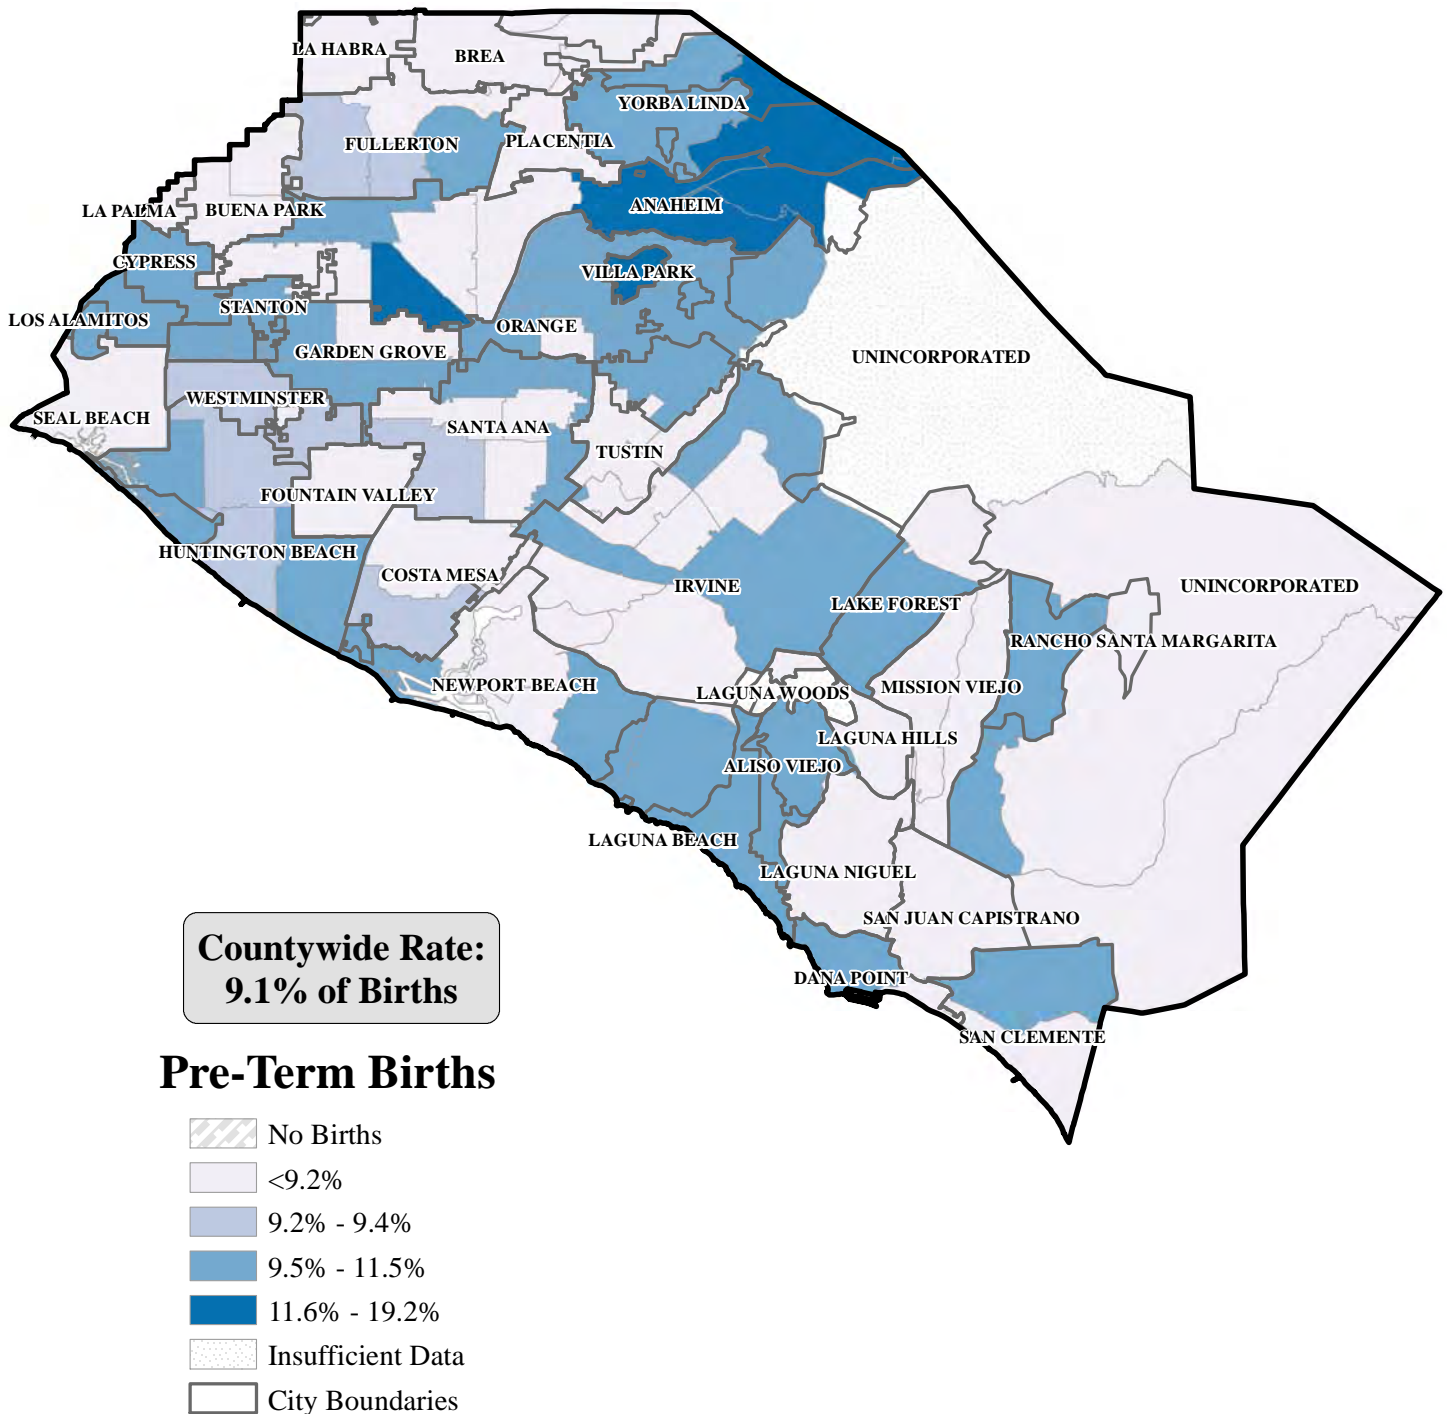 LA HABRA
BREA
YORBA LINDA
FULLERTON
PLACENTIA
ANAHEIM
LA PALMA
BUENA PARK
CYPRESS
VILLA PARK
STANTON
LOS ALAMITOS
ORANGE
GARDEN GROVE
UNINCORPORATED
WESTMINSTER
SEAL BEACH
SANTA ANA
TUSTIN
FOUNTAIN VALLEY
HUNTINGTON BEACH
COSTA MESA
IRVINE
UNINCORPORATED
LAKE FOREST
RANCHO SANTA MARGARITA
NEWPORT BEACH
LAGUNA WOODS
MISSION VIEJO
LAGUNA HILLS
ALISO VIEJO
LAGUNA BEACH
LAGUNA NIGUEL
SAN JUAN CAPISTRANO
DANA POINT
SAN CLEMENTE
Countywide Rate:
9.1% of Births
Pre-Term Births
No Births
<9.2%
9.2% - 9.4%
9.5% - 11.5%
11.6% - 19.2%
Insufficient Data
City Boundaries